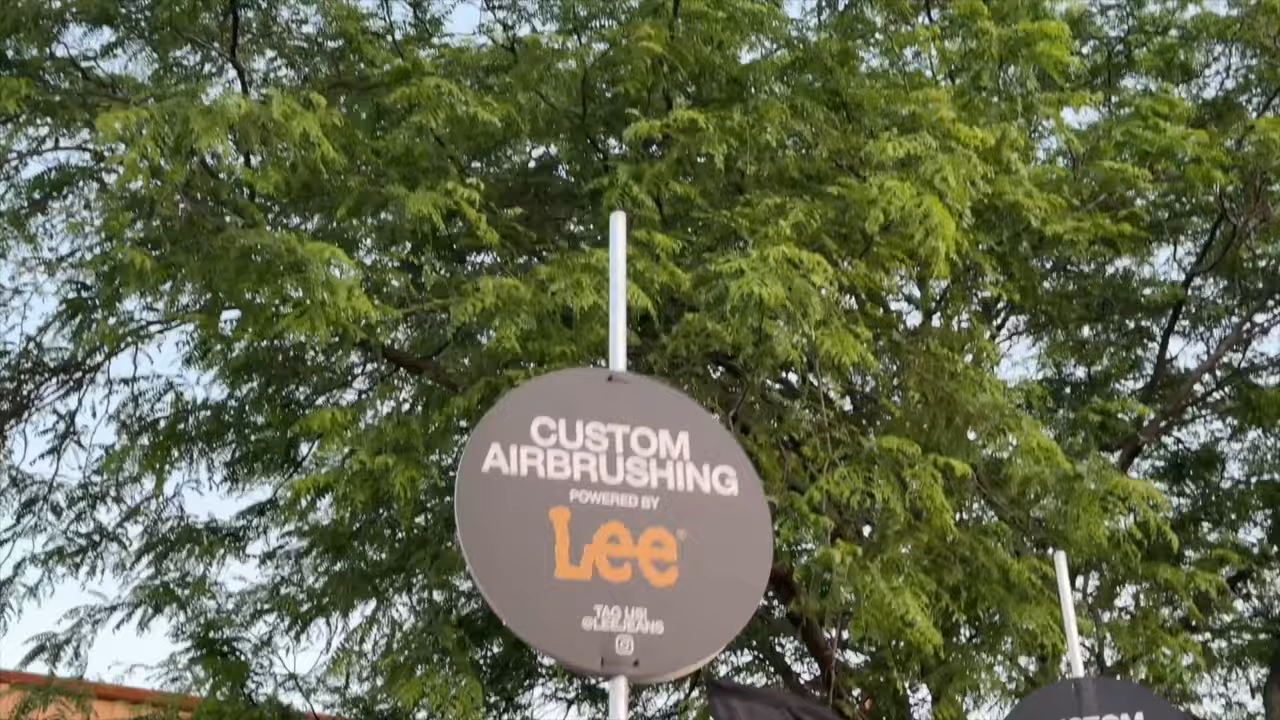 CUSTOM
AIRBRUSHING
POWERED BY
Lee®
TAG US!
@LEEJEANS